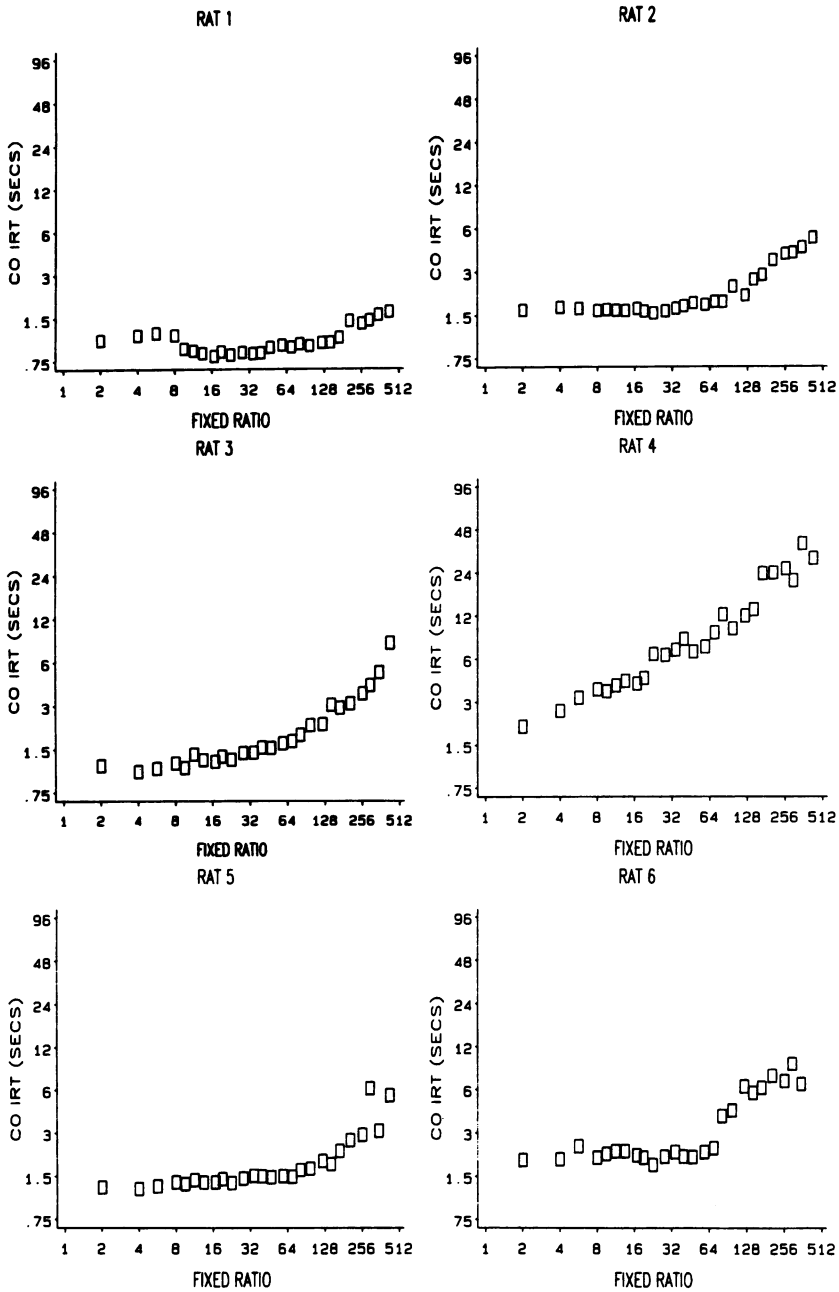 RAT 1
CO IRT (SECS)
96
48
24
12
6
3
1.5
.75
1 2 4 8 16 32 64 128 256 512
FIXED RATIO
RAT 2
CO IRT (SECS)
96
48
24
12
6
3
1.5
.75
1 2 4 8 16 32 64 128 256 512
FIXED RATIO
RAT 3
CO IRT (SECS)
96
48
24
12
6
3
1.5
.75
1 2 4 8 16 32 64 128 256 512
FIXED RATIO
RAT 4
CO IRT (SECS)
96
48
24
12
6
3
1.5
.75
1 2 4 8 16 32 64 128 256 512
FIXED RATIO
RAT 5
CO IRT (SECS)
96
48
24
12
6
3
1.5
.75
1 2 4 8 16 32 64 128 256 512
FIXED RATIO
RAT 6
CO IRT (SECS)
96
48
24
12
6
3
1.5
.75
1 2 4 8 16 32 64 128 256 512
FIXED RATIO